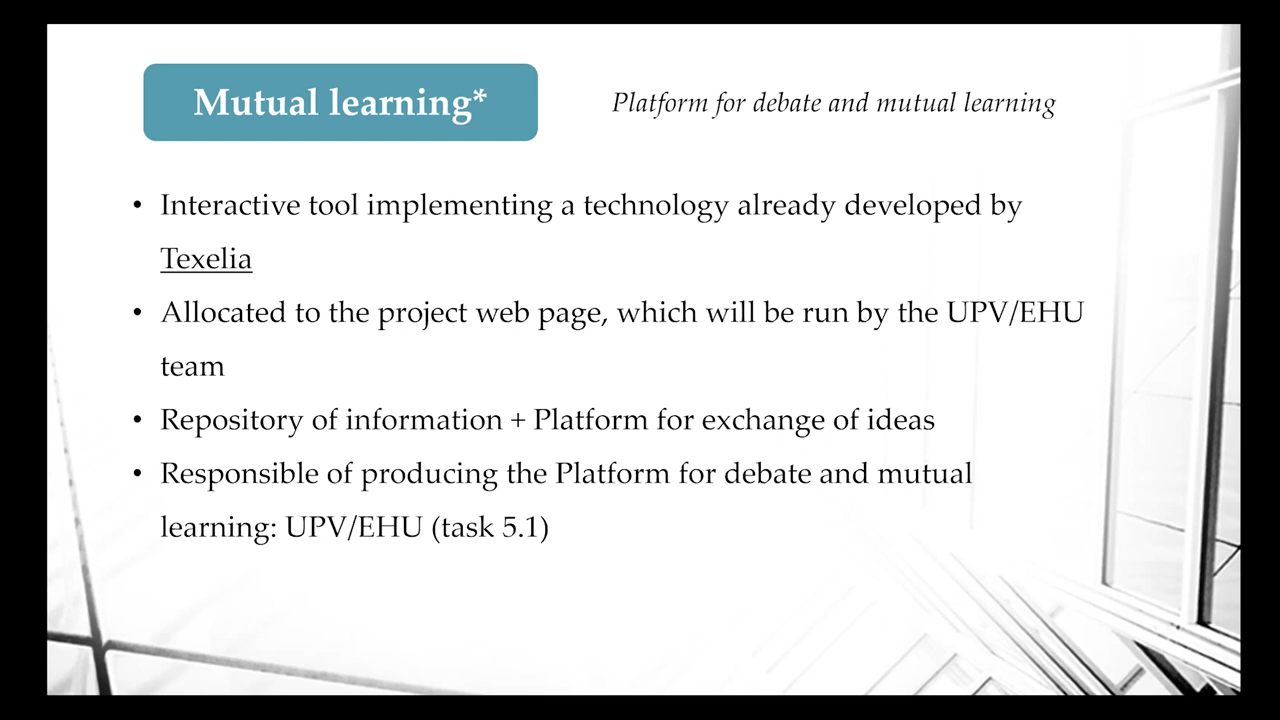 Mutual learning*
Platform for debate and mutual learning
• Interactive tool implementing a technology already developed by
Texelia
• Allocated to the project web page, which will be run by the UPV/EHU
team
• Repository of information + Platform for exchange of ideas
• Responsible of producing the Platform for debate and mutual
learning: UPV/EHU (task 5.1)